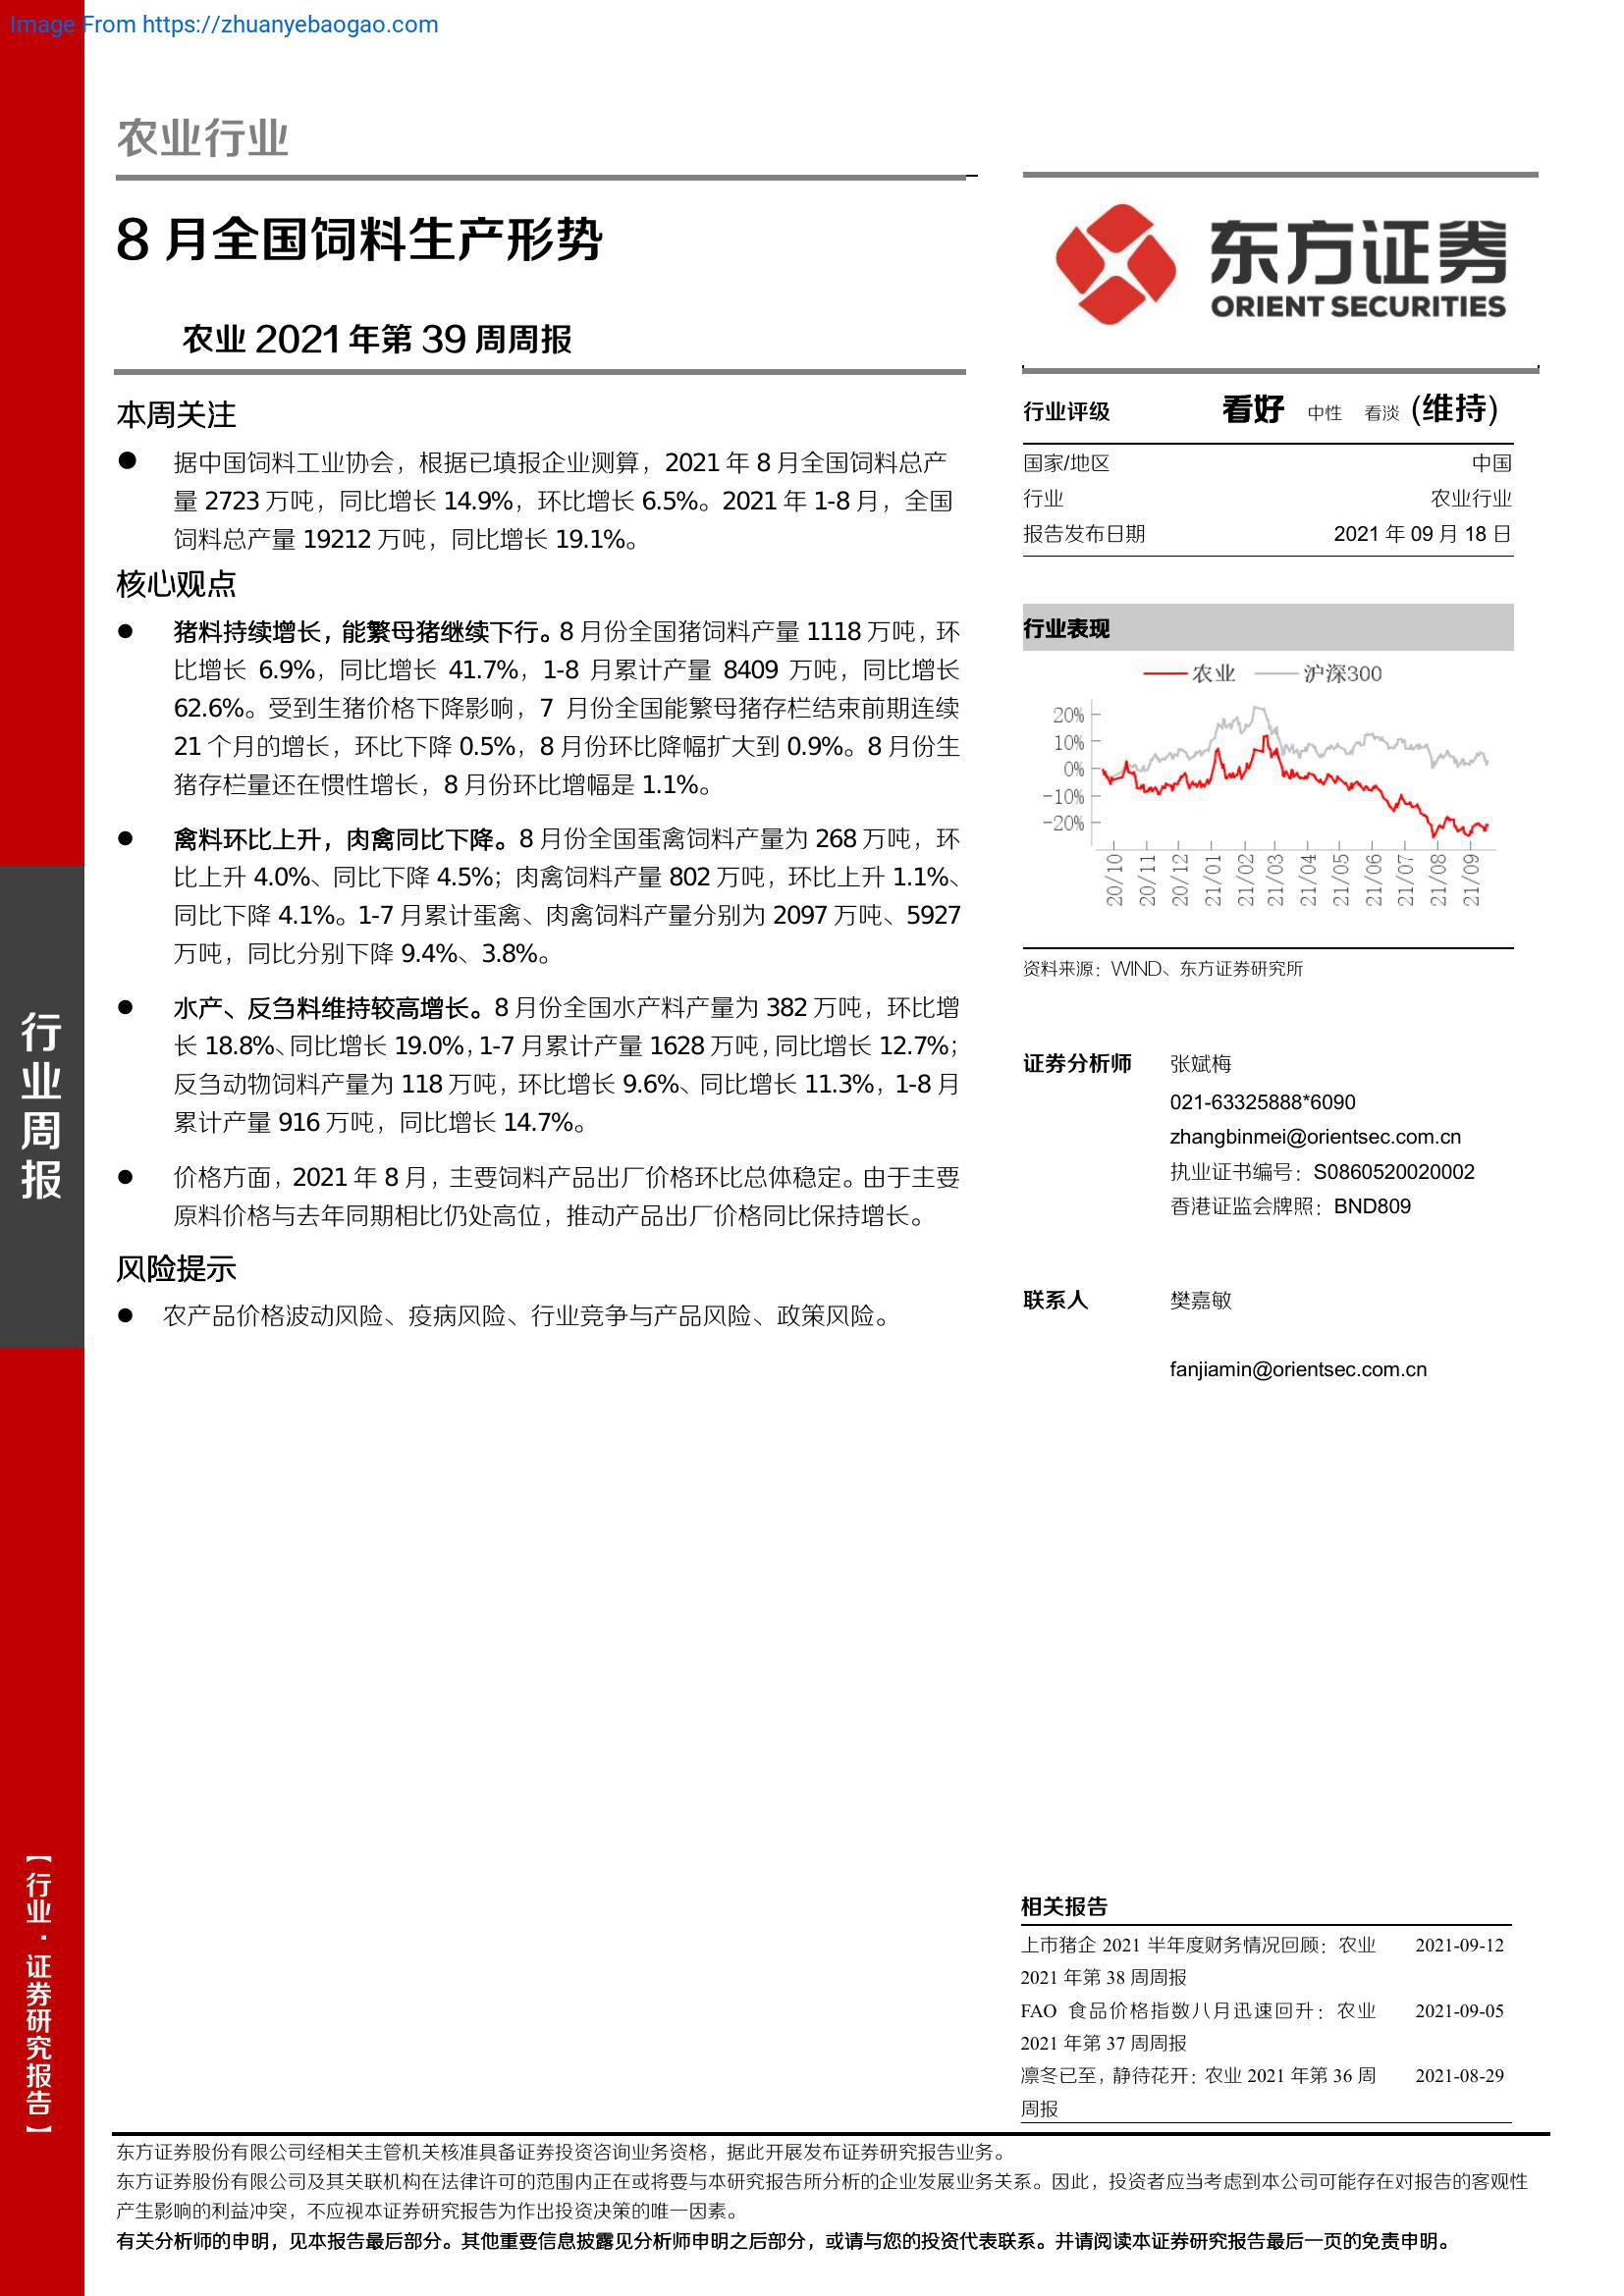 Image From https://zhuanyebaogao.com
农业行业
8 月全国饲料生产形势
农业 2021 年第 39 周周报
本周关注
● 据中国饲料工业协会，根据已填报企业测算，2021 年 8 月全国饲料总产
量 2723 万吨，同比增长 14.9%，环比增长 6.5%。2021 年 1-8 月，全国
饲料总产量 19212 万吨，同比增长 19.1%。
核心观点
● 猪料持续增长，能繁母猪继续下行。8 月份全国猪饲料产量 1118 万吨，环
比增长 6.9%，同比增长 41.7%，1-8 月累计产量 8409 万吨，同比增长
62.6%。受到生猪价格下降影响，7 月份全国能繁母猪存栏结束前期连续
21 个月的增长，环比下降 0.5%，8 月份环比降幅扩大到 0.9%。8 月份生
猪存栏量还在惯性增长，8 月份环比增幅是 1.1%。
● 禽料环比上升，肉禽同比下降。8 月份全国蛋禽饲料产量为 268 万吨，环
比上升 4.0%、同比下降 4.5%；肉禽饲料产量 802 万吨，环比上升 1.1%、
同比下降 4.1%。1-7 月累计蛋禽、肉禽饲料产量分别为 2097 万吨、5927
万吨，同比分别下降 9.4%、3.8%。
● 水产、反刍料维持较高增长。8 月份全国水产料产量为 382 万吨，环比增
长 18.8%、同比增长 19.0%，1-7 月累计产量 1628 万吨，同比增长 12.7%；
反刍动物饲料产量为 118 万吨，环比增长 9.6%、同比增长 11.3%，1-8 月
累计产量 916 万吨，同比增长 14.7%。
● 价格方面，2021 年 8 月，主要饲料产品出厂价格环比总体稳定。由于主要
原料价格与去年同期相比仍处高位，推动产品出厂价格同比保持增长。
风险提示
● 农产品价格波动风险、疫病风险、行业竞争与产品风险、政策风险。
东方证券
ORIENT SECURITIES
行业评级 看好 中性 看淡 (维持)
国家/地区 中国
行业 农业行业
报告发布日期 2021 年 09 月 18 日
行业表现
农业 沪深300
20%
10%
0%
-10%
-20%
20/10 20/11 20/12 21/01 21/02 21/03 21/04 21/05 21/06 21/07 21/08 21/09
资料来源：WIND、东方证券研究所
证券分析师 张斌梅
021-63325888*6090
zhangbinmei@orientsec.com.cn
执业证书编号：S0860520020002
香港证监会牌照：BND809
联系人 樊嘉敏
fanjiamin@orientsec.com.cn
相关报告
上市猪企 2021 半年度财务情况回顾：农业 2021-09-12
2021 年第 38 周周报
FAO 食品价格指数八月迅速回升：农业 2021-09-05
2021 年第 37 周周报
凛冬已至，静待花开：农业 2021 年第 36 周 2021-08-29
周报
行业周报
【行业·证券研究报告】
东方证券股份有限公司经相关主管机关核准具备证券投资咨询业务资格，据此开展发布证券研究报告业务。
东方证券股份有限公司及其关联机构在法律许可的范围内正在或将要与本研究报告所分析的企业发展业务关系。因此，投资者应当考虑到本公司可能存在对报告的客观性
产生影响的利益冲突，不应视本证券研究报告为作出投资决策的唯一因素。
有关分析师的申明，见本报告最后部分。其他重要信息披露见分析师申明之后部分，或请与您的投资代表联系。并请阅读本证券研究报告最后一页的免责申明。